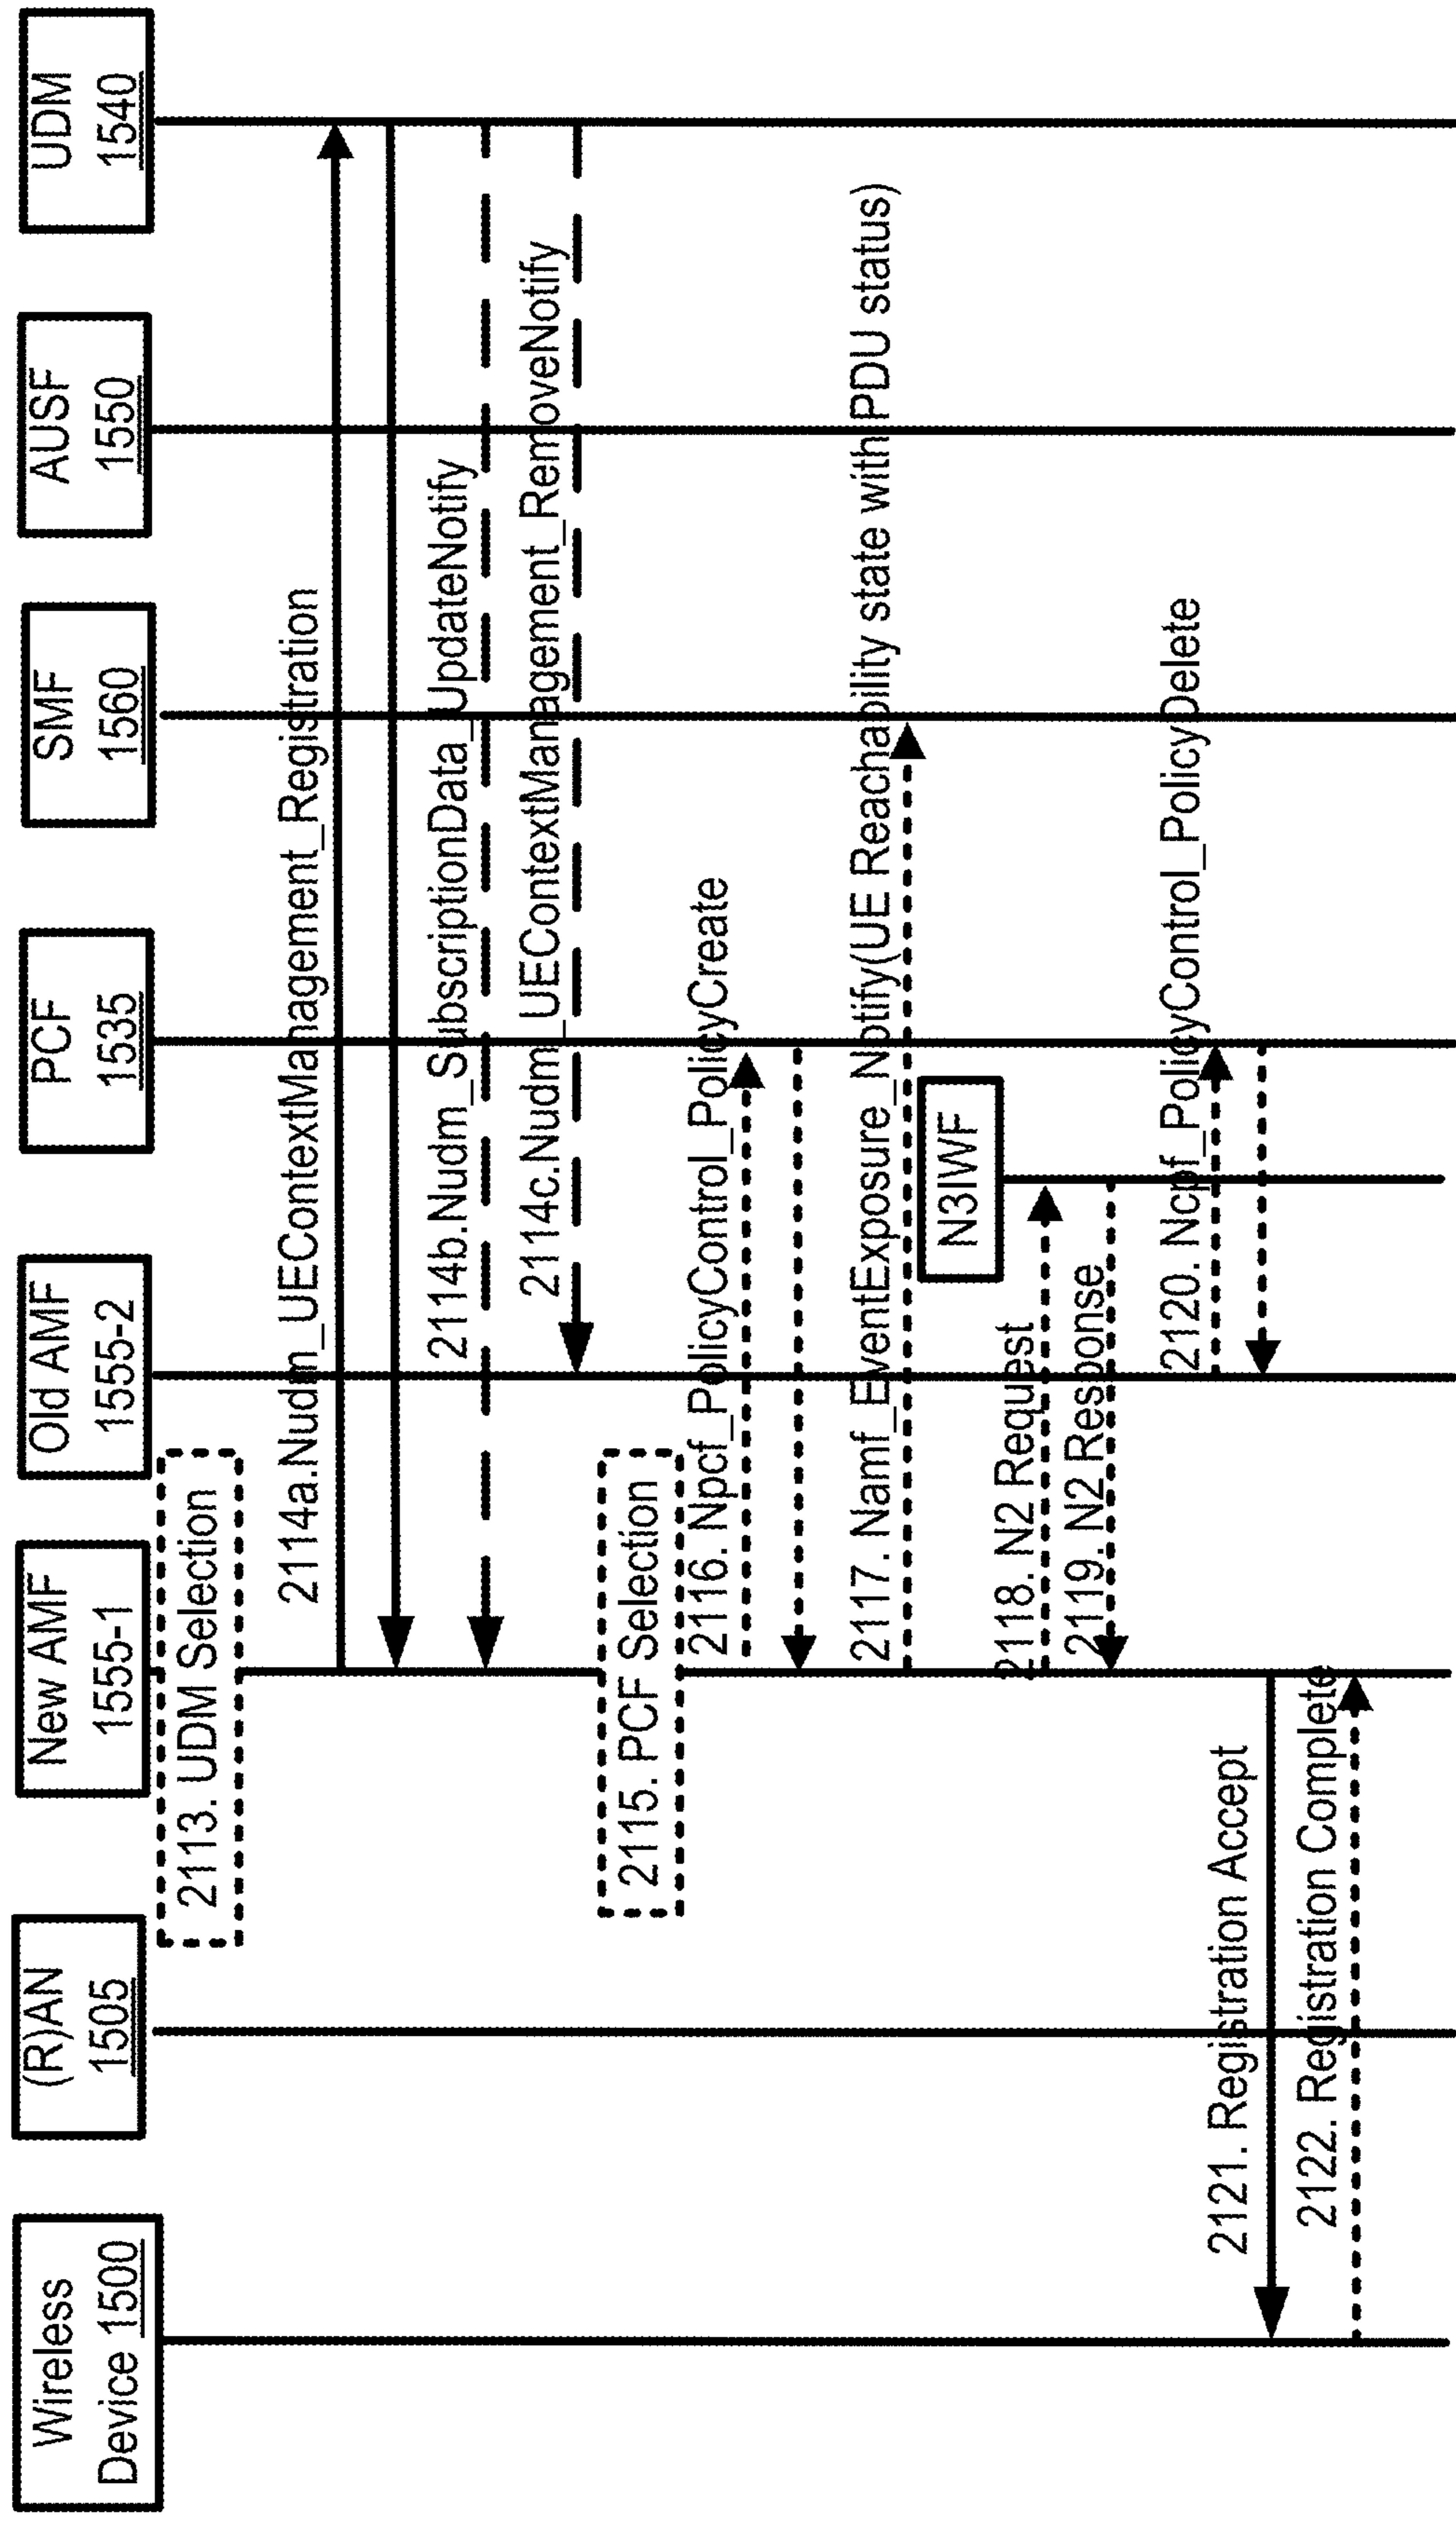 Wireless
Device 1500
(R)AN
1505
New AMF
1555-1
Old AMF
1555-2
PCF
1535
SMF
1560
AUSF
1550
UDM
1540
2113. UDM Selection
2114a.Nudm_UEContextManagement_Registration
2114b.Nudm_SubscriptionData_UpdateNotify
2114c.Nudm_UEContextManagement_RemoveNotify
2115. PCF Selection
2116. Npcf_PolicyControl_PolicyCreate
2117. Namf_EventExposure_Notify(UE Reachability state with PDU status)
N3IWF
2118. N2 Request
2119. N2 Response
2120. Ncpf_PolicyControl_PolicyDelete
2121. Registration Accept
2122. Registration Complete